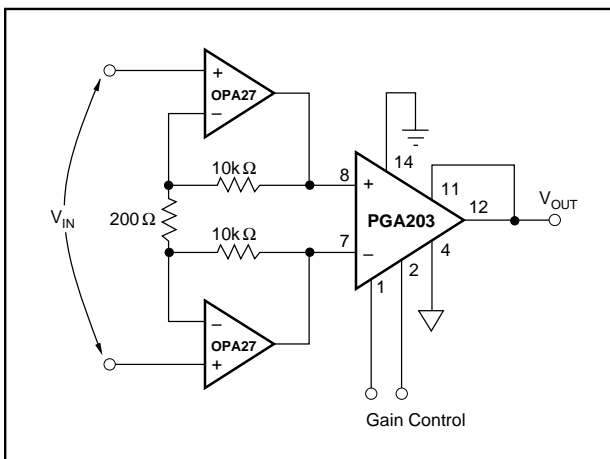 +
OPA27
–
10kΩ
8
+
14
11
V_IN
200Ω
PGA203
12
V_OUT
10kΩ
7
–
4
1
2
–
OPA27
+
Gain Control